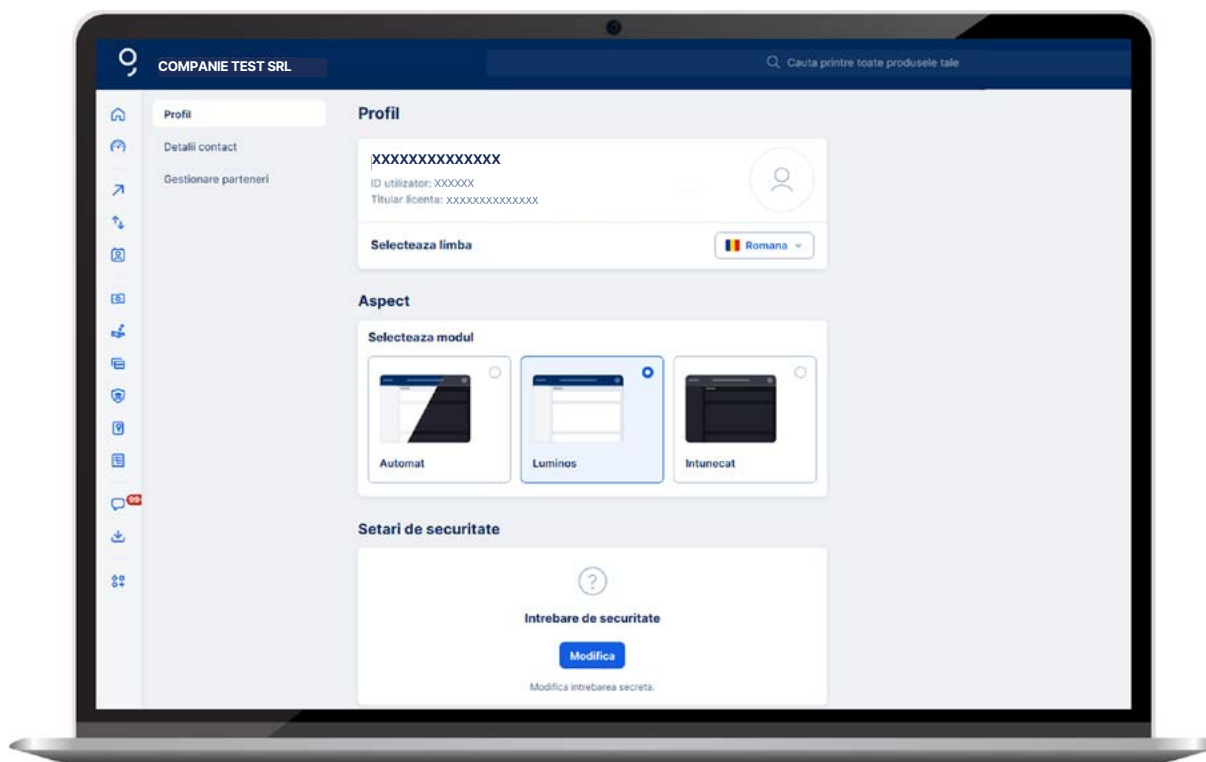 COMPANIE TEST SRL
Cauta printre toate produsele tale
Profil
Detalii contact
Gestionare parteneri
Profil
XXXXXXXXXXXXXX
ID utilizator: XXXXXX
Titular licenta: XXXXXXXXXXXXXX
Selecteaza limba
Romana
Aspect
Selecteaza modul
Automat
Luminos
Intunecat
Setari de securitate
Intrebare de securitate
Modifica
Modifica intrebarea secreta.
99+